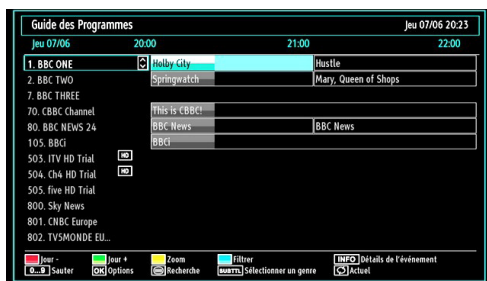 Guide des Programmes Jeu 07/06 20:23
Jeu 07/06 20:00 21:00 22:00
1. BBC ONE Holby City Hustle
2. BBC TWO Springwatch Mary, Queen of Shops
7. BBC THREE
70. CBBC Channel This is CBBC!
80. BBC NEWS 24 BBC News BBC News
105. BBCi BBCi
503. ITV HD Trial HD
504. Ch4 HD Trial HD
505. five HD Trial
800. Sky News
801. CNBC Europe
802. TV5MONDE EU...
Jour - Jour + Zoom Filtrer INFO Détails de l'événement
0...9 Sauter OK Options Recherche SUBTTL Sélectionner un genre Actuel